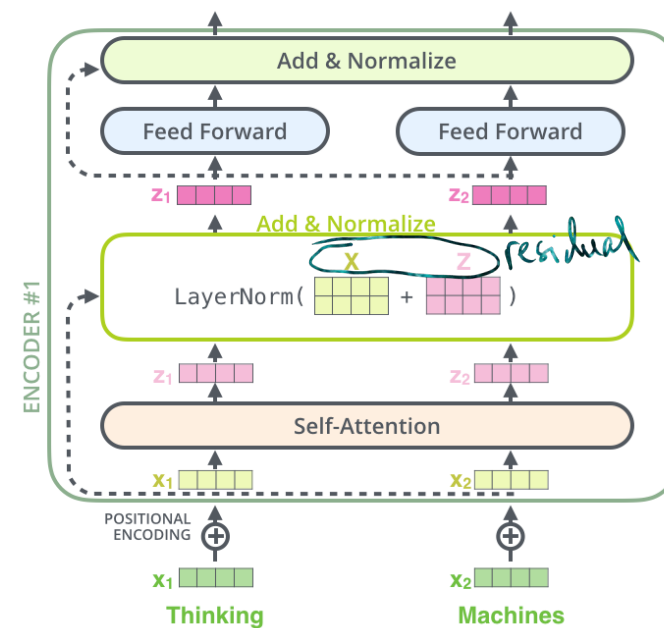 Add & Normalize
Feed Forward
Feed Forward
z1
z2
Add & Normalize
X Z residual
LayerNorm( + )
ENCODER #1
z1
z2
Self-Attention
x1
x2
POSITIONAL
ENCODING
x1
x2
Thinking
Machines